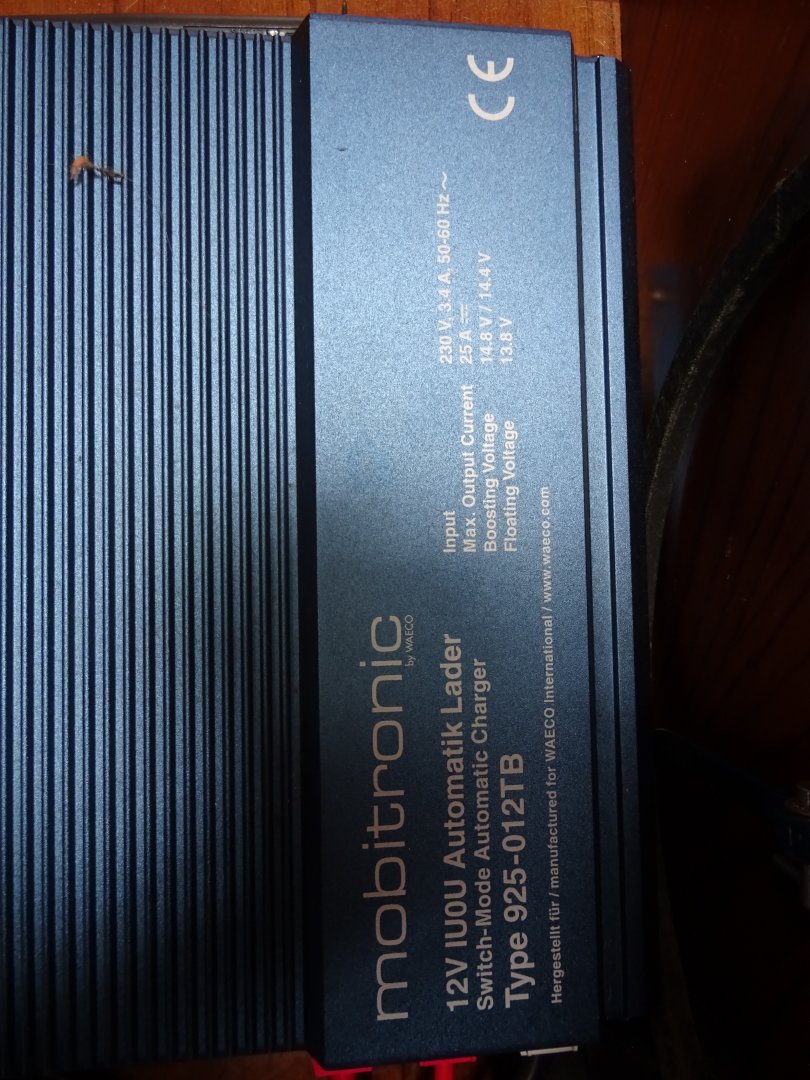 mobitronic
by WAECO
12V IU0U Automatik Lader
Switch-Mode Automatic Charger
Type 925-012TB
Hergestellt für / manufactured for WAECO International / www.waeco.com
Input 230 V, 3.4 A, 50-60 Hz ~
Max. Output Current 25 A ⎓
Boosting Voltage 14.8 V / 14.4 V
Floating Voltage 13.8 V
CE